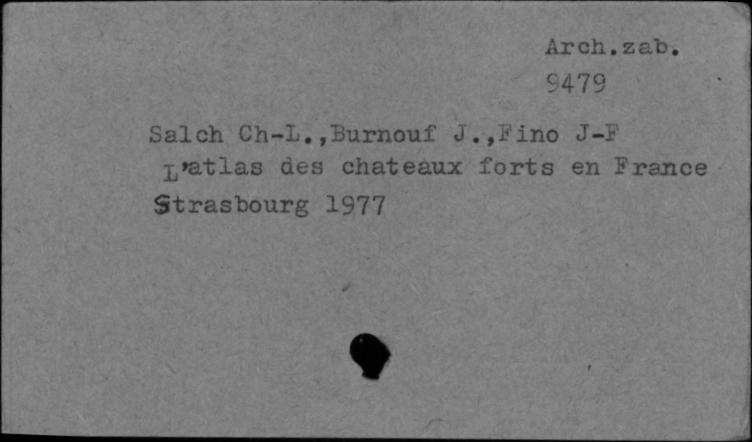 Arch.zab.
9479
Salch Ch-L.,Burnouf J.,Fino J-F
L'atlas des chateaux forts en France
Strasbourg 1977